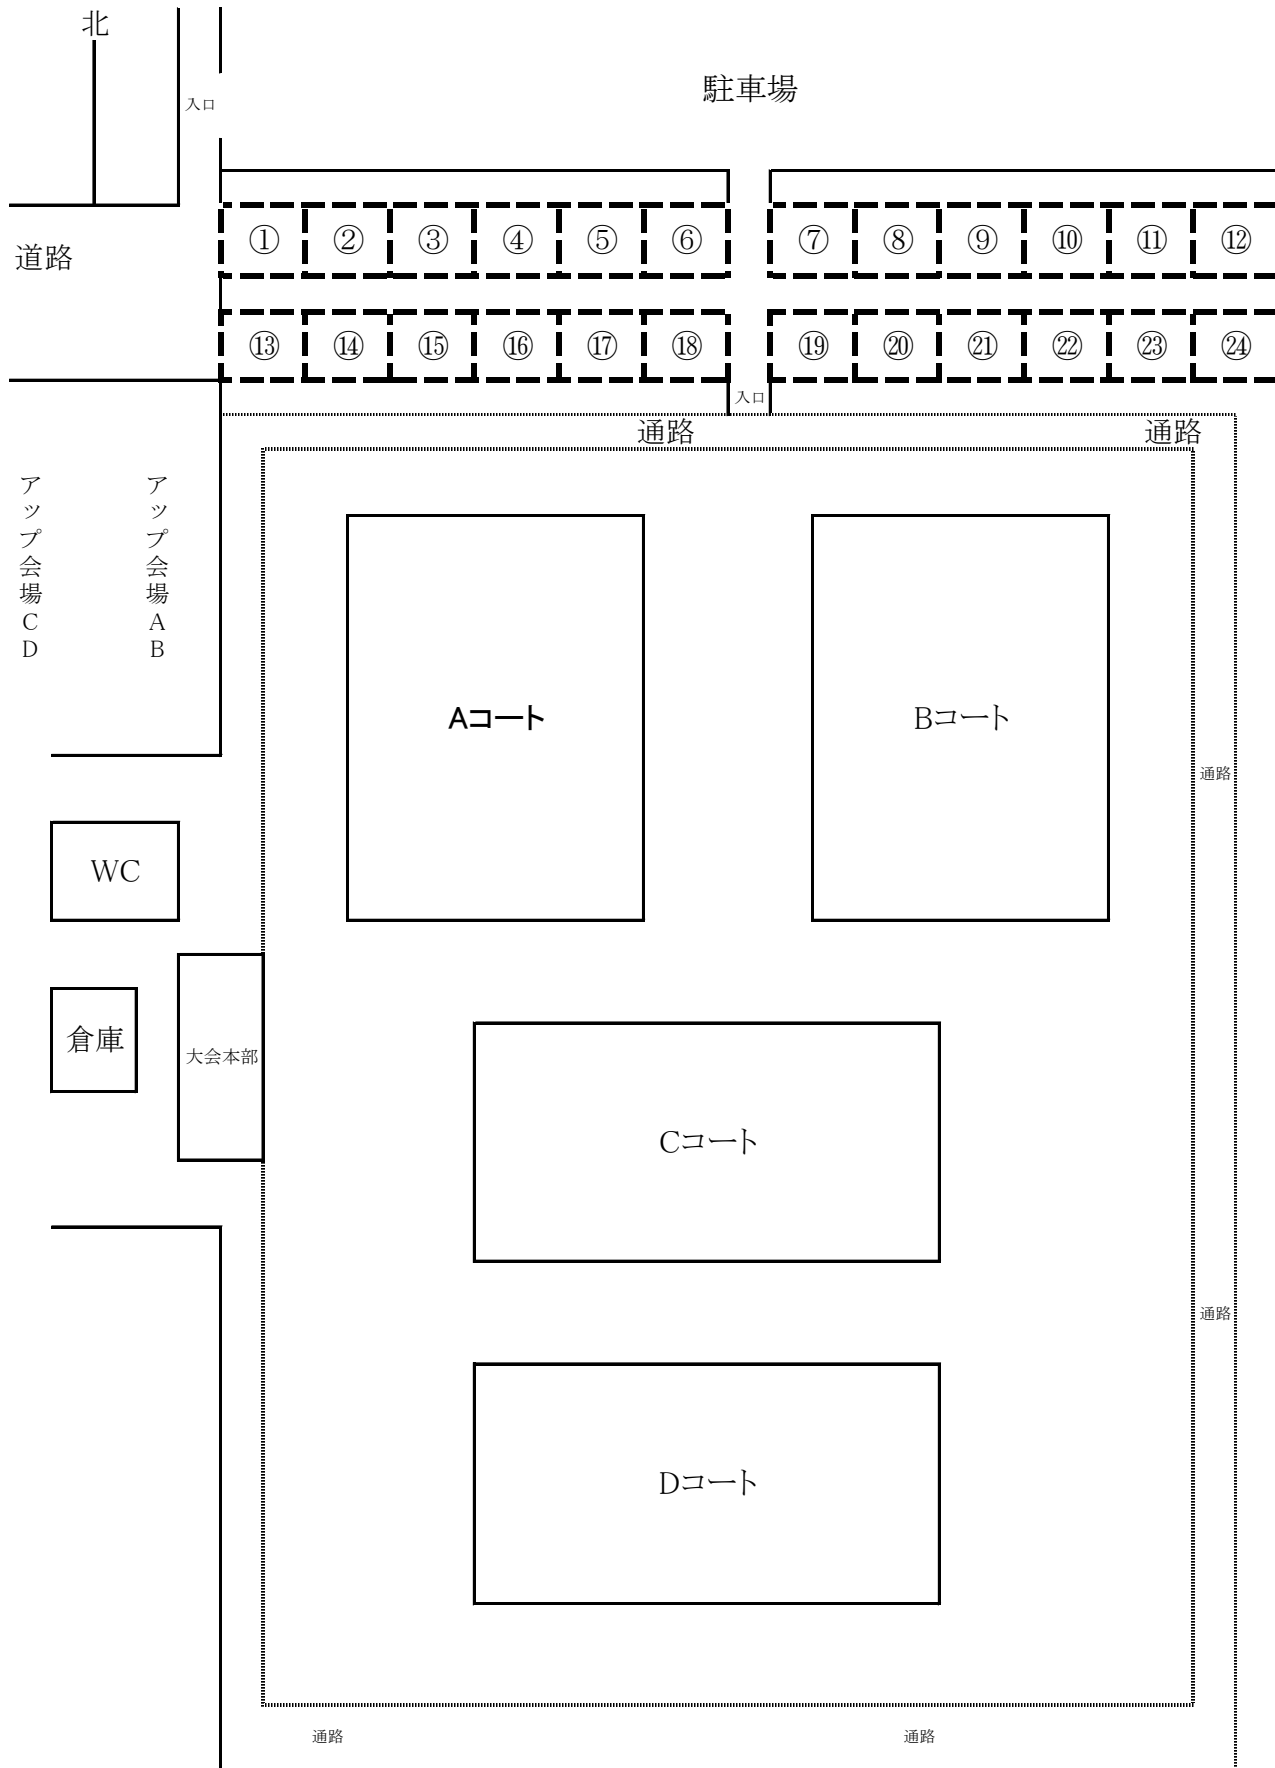 北
駐車場
入口
① ② ③ ④ ⑤ ⑥ ⑦ ⑧ ⑨ ⑩ ⑪ ⑫
道路
⑬ ⑭ ⑮ ⑯ ⑰ ⑱ ⑲ ⑳ ㉑ ㉒ ㉓ ㉔
入口
通路 通路
アップ会場AB
アップ会場CD
Aコート Bコート
通路
WC
倉庫
大会本部
Cコート
通路
Dコート
通路 通路